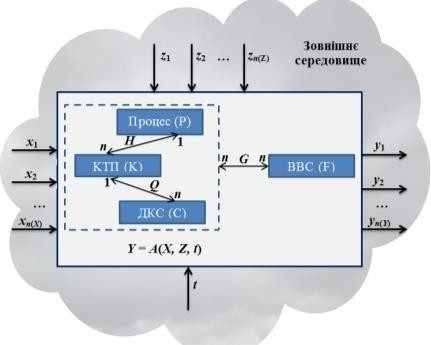 Зовнішнє
середовище
z1 z2 … zn(Z)
x1
x2
…
xn(X)
Процес (P)
n H 1
КТП (K)
1 Q n
ДКС (C)
n G n
ВВС (F)
y1
y2
…
yn(Y)
Y = A(X, Z, t)
t